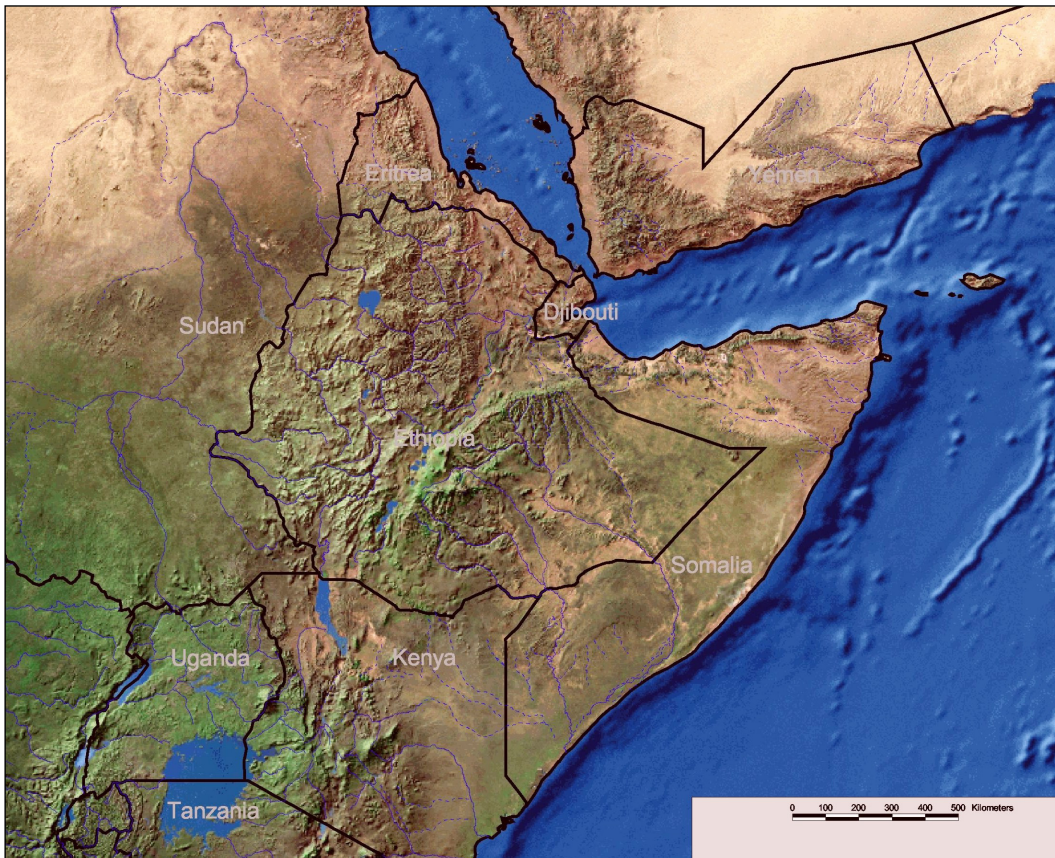 Eritrea
Yemen
Sudan
Djibouti
Ethiopia
Somalia
Uganda
Kenya
Tanzania
0 100 200 300 400 500 Kilometers